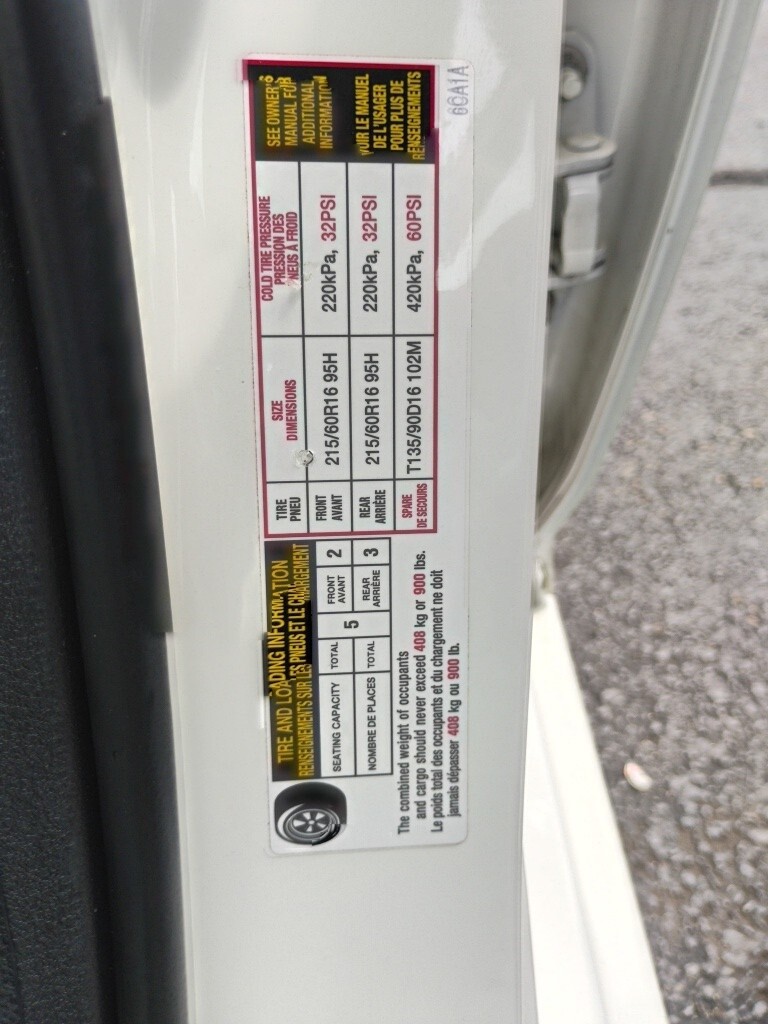 TIRE AND LOADING INFORMATION
RENSEIGNEMENTS SUR LES PNEUS ET LE CHARGEMENT
SEATING CAPACITY TOTAL 5 FRONT 2
AVANT
NOMBRE DE PLACES TOTAL REAR 3
ARRIÈRE
The combined weight of occupants
and cargo should never exceed 408 kg or 900 lbs.
Le poids total des occupants et du chargement ne doit
jamais dépasser 408 kg ou 900 lb.
TIRE
PNEU
SIZE
DIMENSIONS
COLD TIRE PRESSURE
PRESSION DES
PNEUS À FROID
FRONT
AVANT
215/60R16 95H 220kPa, 32PSI
REAR
ARRIÈRE
215/60R16 95H 220kPa, 32PSI
SPARE
DE SECOURS
T135/90D16 102M 420kPa, 60PSI
SEE OWNER'S
MANUAL FOR
ADDITIONAL
INFORMATION
VOIR LE MANUEL
DE L'USAGER
POUR PLUS DE
RENSEIGNEMENTS
6CA1A